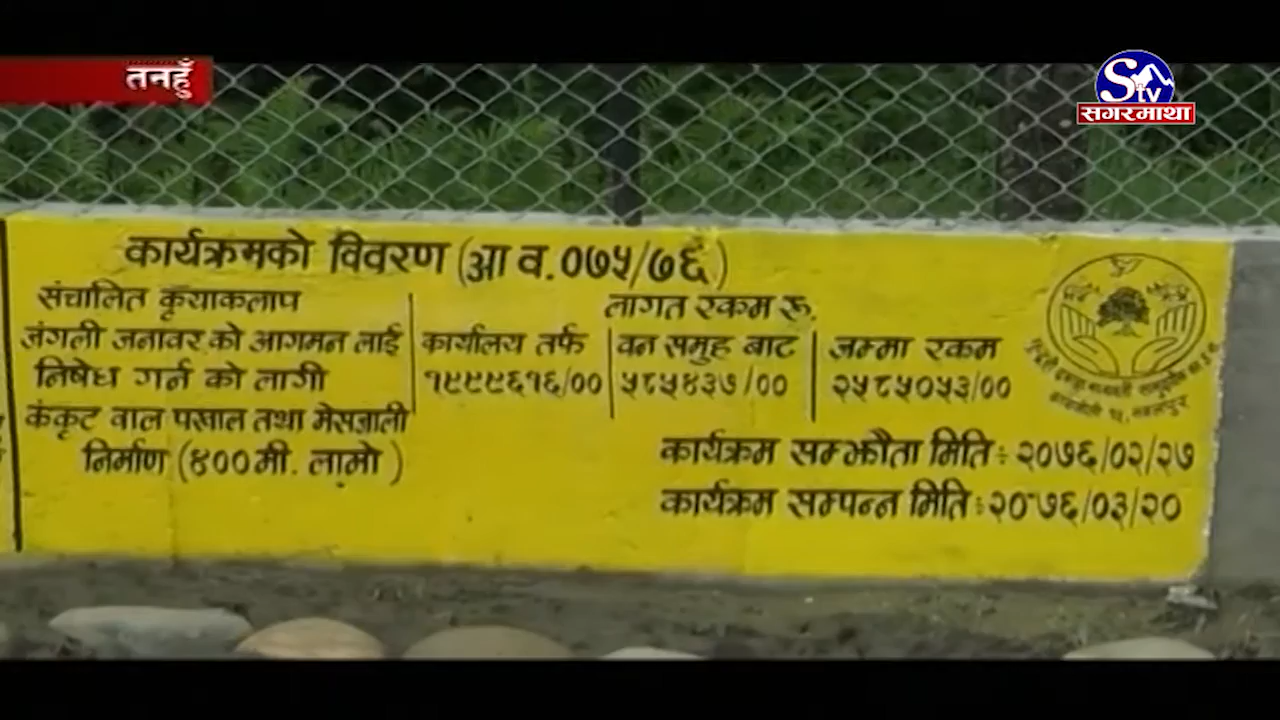 तनहुँ
S tv
सगरमाथा
कार्यक्रमको विवरण (आ व. ०७५/७६)
संचालित कृयाकलाप
लागत रकम रु.
जंगली जनावर को आगमन लाई
कार्यालय तर्फ
वन समुह बाट
जम्मा रकम
निषेध गर्न को लागी
१९९९६१६/००
५८५४३७/००
२५८५०५३/००
कंकृट वाल पखाल तथा मेसजाली
निर्माण (४०० मी. लामो)
कार्यक्रम सम्झौता मिति : २०७६/०२/२७
कार्यक्रम सम्पन्न मिति : २०७६/०३/२०